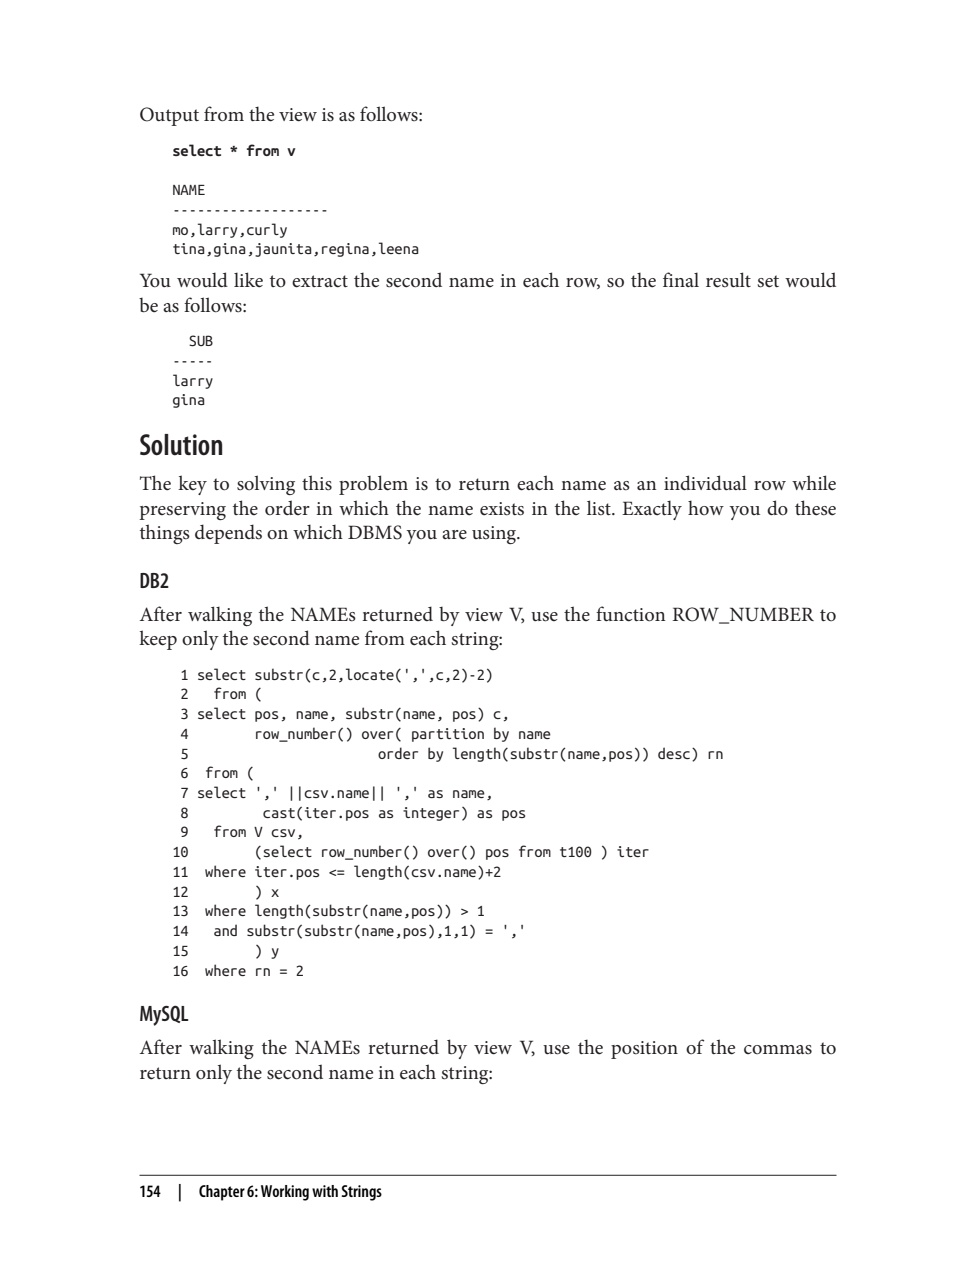 Output from the view is as follows:
select * from v
NAME
-------------------
mo,larry,curly
tina,gina,jaunita,regina,leena
You would like to extract the second name in each row, so the final result set would
be as follows:
SUB
-----
larry
gina
Solution
The key to solving this problem is to return each name as an individual row while
preserving the order in which the name exists in the list. Exactly how you do these
things depends on which DBMS you are using.
DB2
After walking the NAMEs returned by view V, use the function ROW_NUMBER to
keep only the second name from each string:
1 select substr(c,2,locate(',',c,2)-2)
2   from (
3 select pos, name, substr(name, pos) c,
4        row_number() over( partition by name
5                       order by length(substr(name,pos)) desc) rn
6  from (
7 select ',' ||csv.name|| ',' as name,
8         cast(iter.pos as integer) as pos
9   from V csv,
10        (select row_number() over() pos from t100 ) iter
11  where iter.pos <= length(csv.name)+2
12        ) x
13  where length(substr(name,pos)) > 1
14   and substr(substr(name,pos),1,1) = ','
15        ) y
16  where rn = 2
MySQL
After walking the NAMEs returned by view V, use the position of the commas to
return only the second name in each string:
154 | Chapter 6: Working with Strings